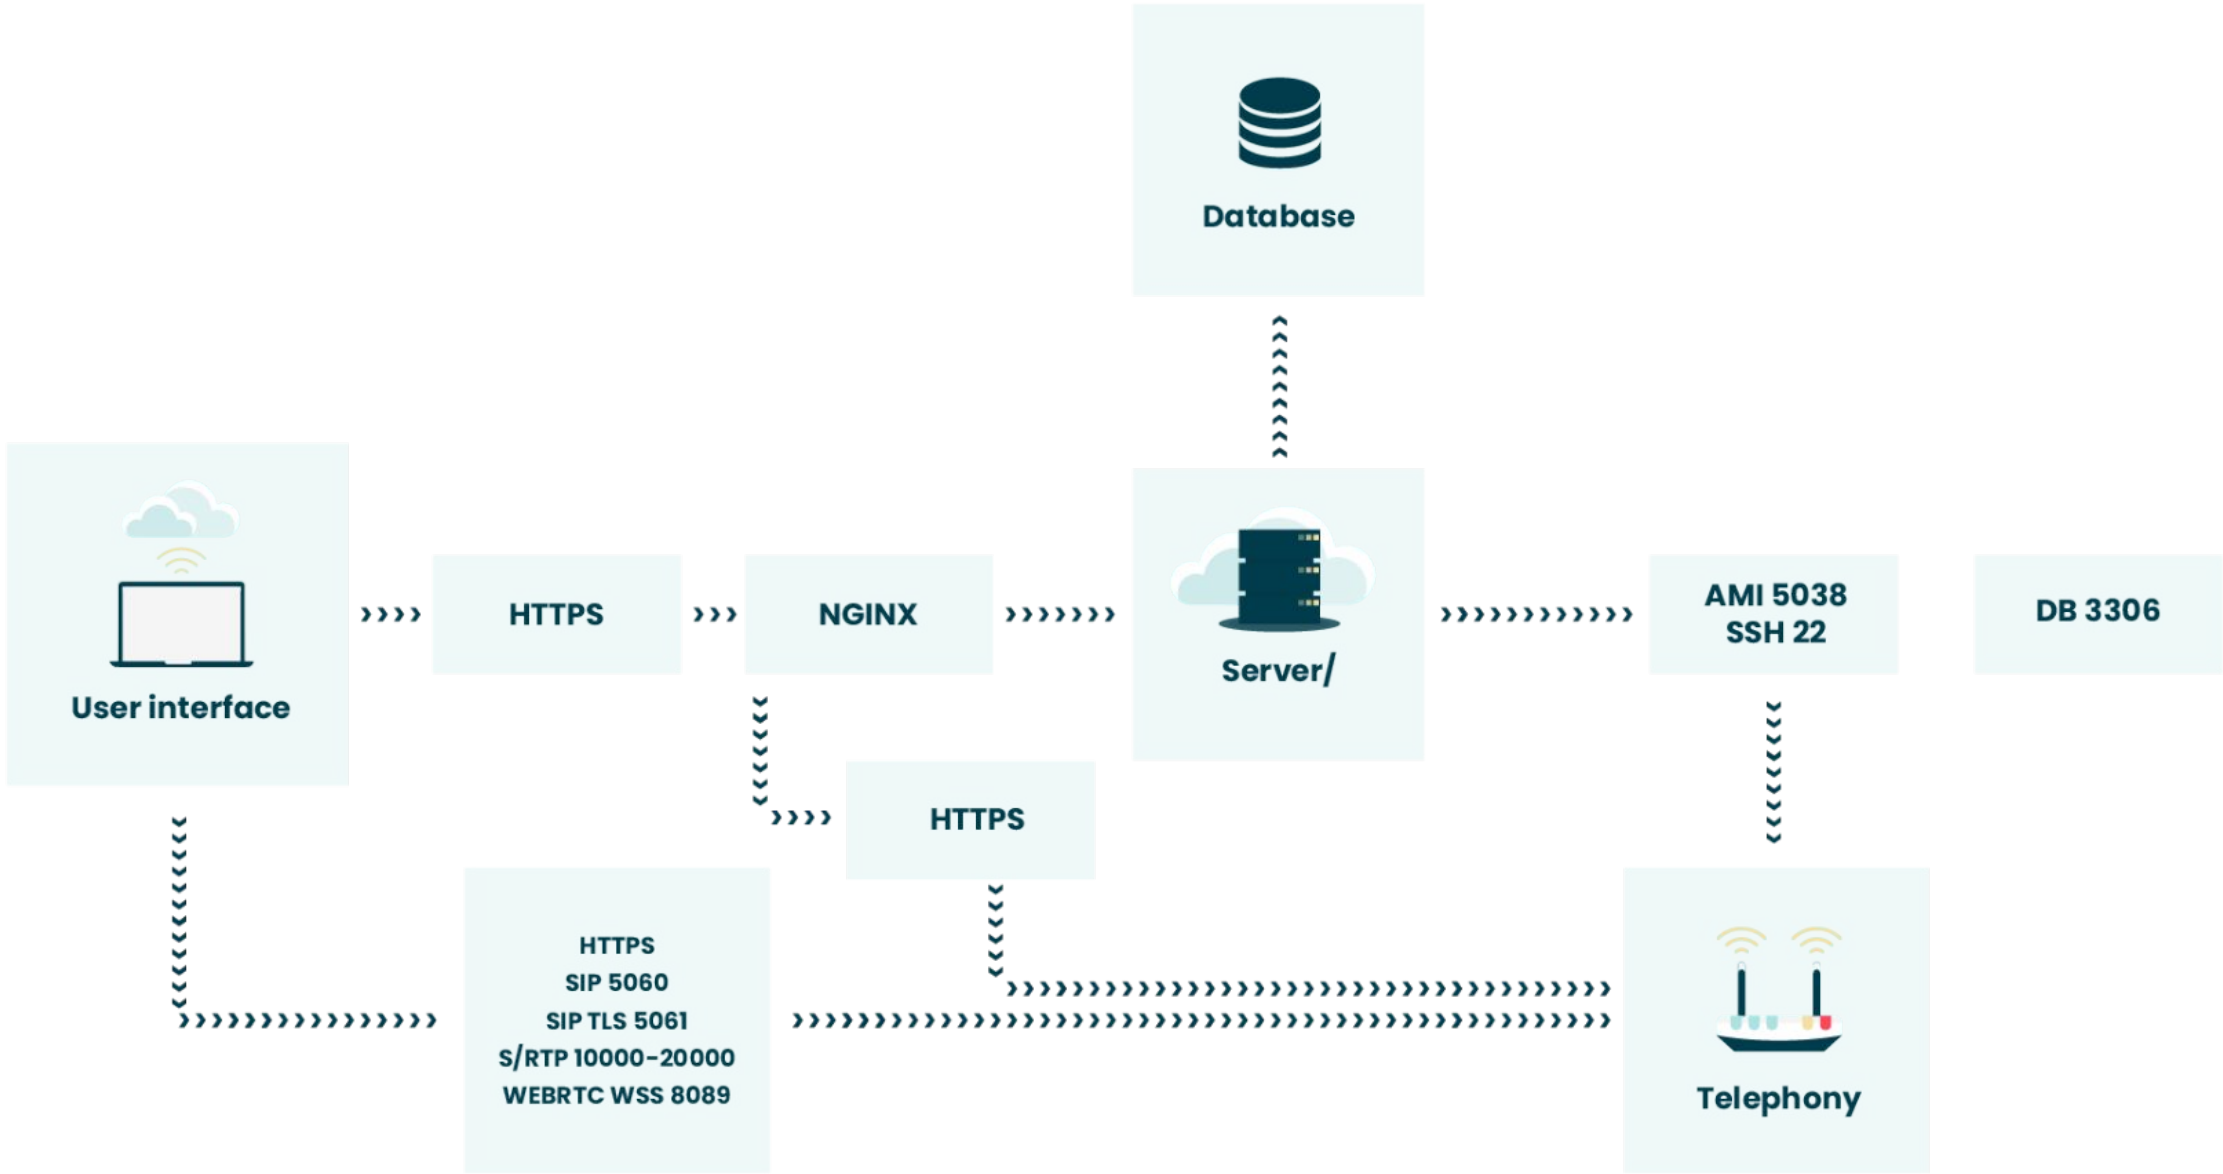 Database
User interface
HTTPS
NGINX
Server/
AMI 5038
SSH 22
DB 3306
HTTPS
HTTPS
SIP 5060
SIP TLS 5061
S/RTP 10000-20000
WEBRTC WSS 8089
Telephony